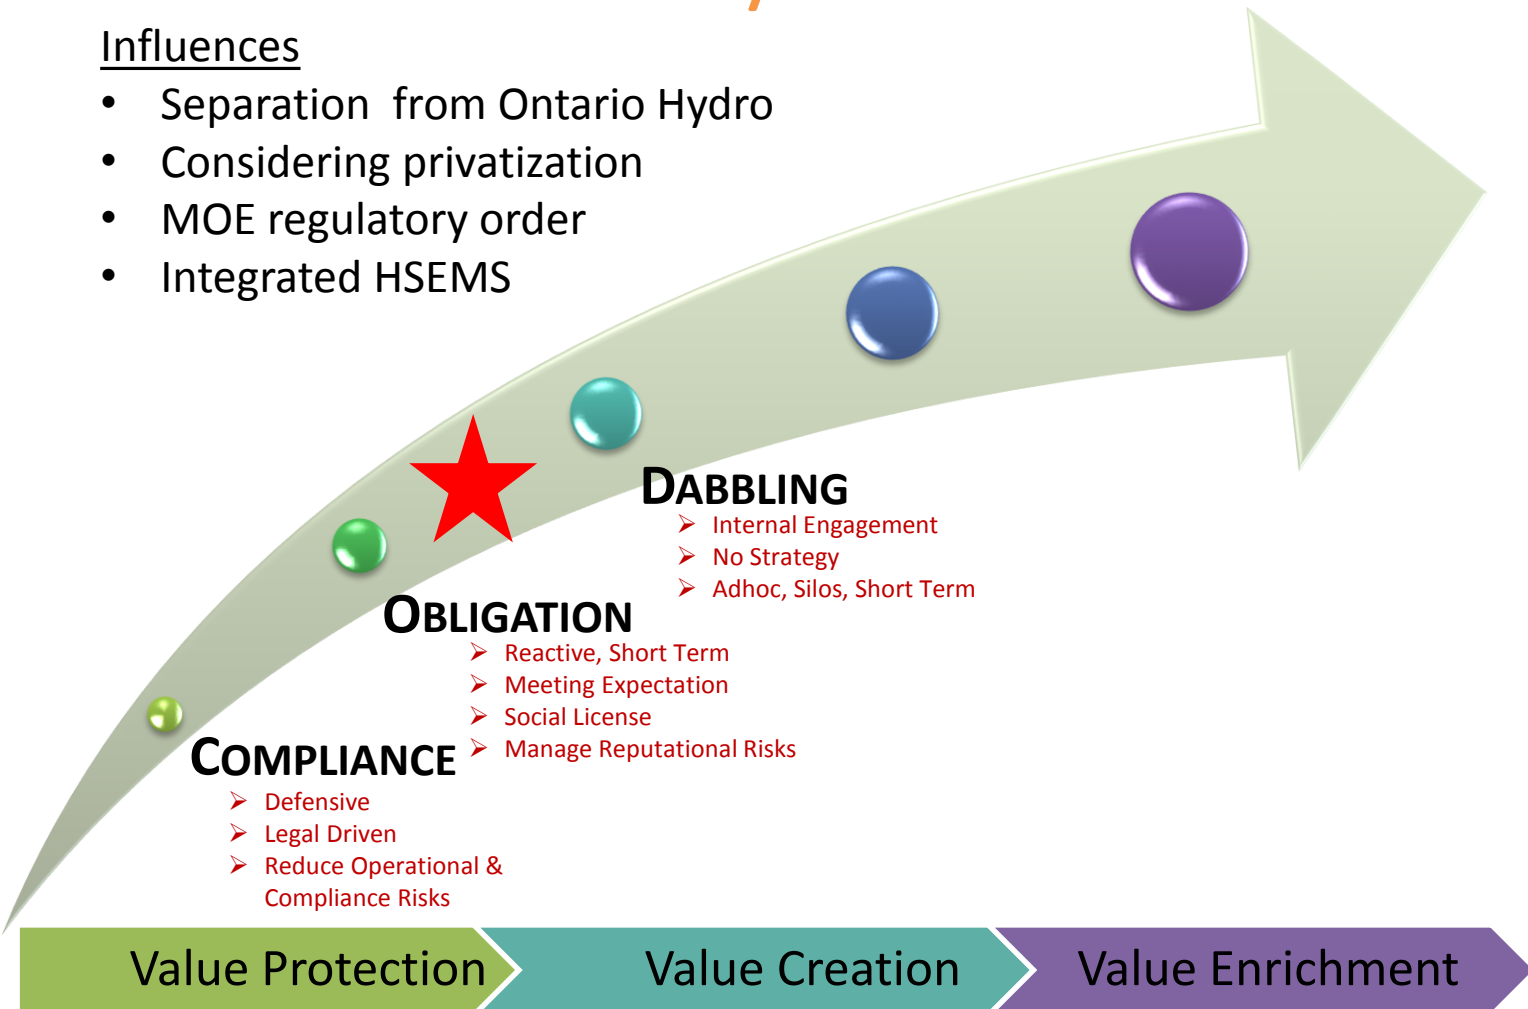 Influences
• Separation from Ontario Hydro
• Considering privatization
• MOE regulatory order
• Integrated HSEMS
DABBLING
➢ Internal Engagement
➢ No Strategy
➢ Adhoc, Silos, Short Term
OBLIGATION
➢ Reactive, Short Term
➢ Meeting Expectation
➢ Social License
➢ Manage Reputational Risks
COMPLIANCE
➢ Defensive
➢ Legal Driven
➢ Reduce Operational &
Compliance Risks
Value Protection
Value Creation
Value Enrichment